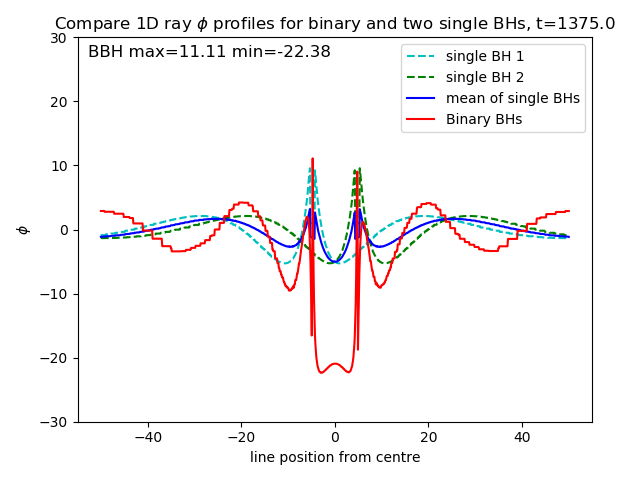 Compare 1D ray ϕ profiles for binary and two single BHs, t=1375.0
BBH max=11.11 min=-22.38
single BH 1
single BH 2
mean of single BHs
Binary BHs
30
20
10
0
−10
−20
−30
ϕ
−40
−20
0
20
40
line position from centre